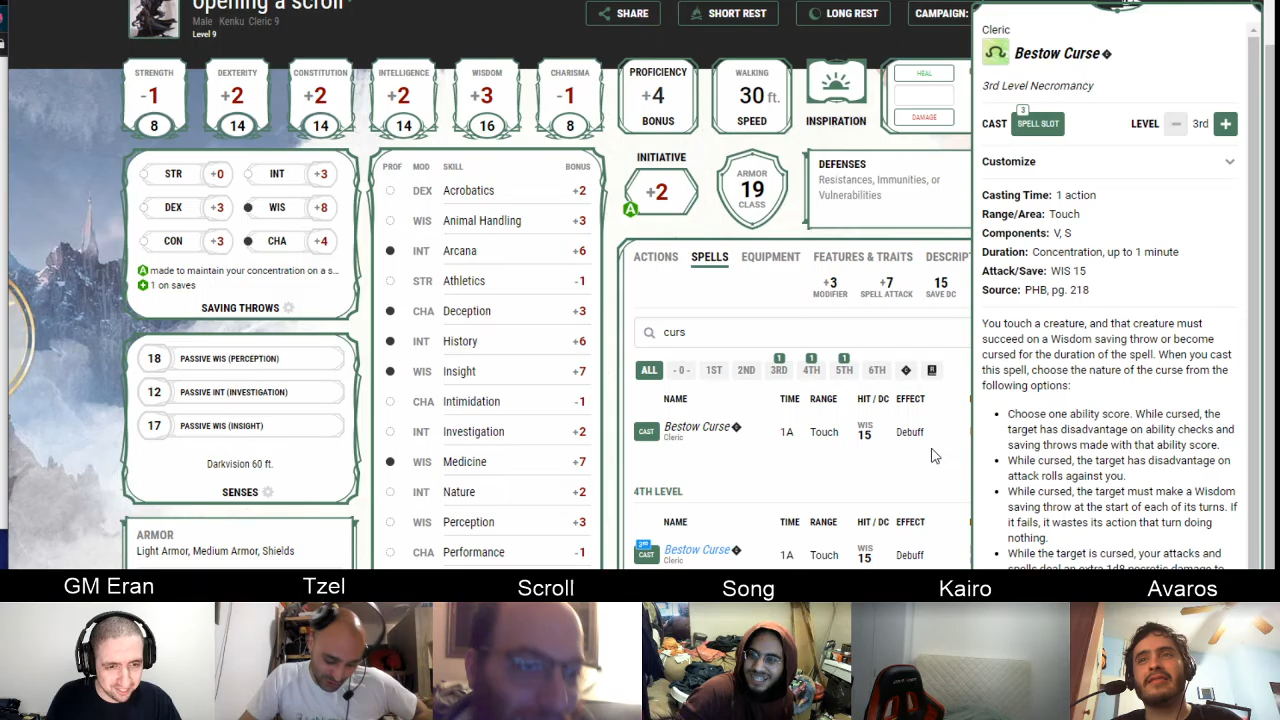 opening a scroll
Male Kenku Cleric 9
Level 9
SHARE
SHORT REST
LONG REST
CAMPAIGN:
STRENGTH
-1
8
DEXTERITY
+2
14
CONSTITUTION
+2
14
INTELLIGENCE
+2
14
WISDOM
+3
16
CHARISMA
-1
8
PROFICIENCY
+4
BONUS
WALKING
30 ft.
SPEED
INSPIRATION
HEAL
DAMAGE
STR +0
INT +3
DEX +3
WIS +8
CON +3
CHA +4
A made to maintain your concentration on a s...
1 on saves
SAVING THROWS
18 PASSIVE WIS (PERCEPTION)
12 PASSIVE INT (INVESTIGATION)
17 PASSIVE WIS (INSIGHT)
Darkvision 60 ft.
SENSES
ARMOR
Light Armor, Medium Armor, Shields
PROF MOD SKILL BONUS
DEX Acrobatics +2
WIS Animal Handling +3
INT Arcana +6
STR Athletics -1
CHA Deception +3
INT History +6
WIS Insight +7
CHA Intimidation -1
INT Investigation +2
WIS Medicine +7
INT Nature +2
WIS Perception +3
CHA Performance -1
INITIATIVE
+2
A
ARMOR
19
CLASS
DEFENSES
Resistances, Immunities, or
Vulnerabilities
ACTIONS SPELLS EQUIPMENT FEATURES & TRAITS DESCRIPT
+3
MODIFIER
+7
SPELL ATTACK
15
SAVE DC
curs
1 1 1
ALL - 0 - 1ST 2ND 3RD 4TH 5TH 6TH R
NAME TIME RANGE HIT / DC EFFECT
CAST Bestow Curse 1A Touch WIS 15 Debuff
Cleric
4TH LEVEL
NAME TIME RANGE HIT / DC EFFECT
CAST Bestow Curse 1A Touch WIS 15 Debuff
Cleric
Cleric
Bestow Curse
3rd Level Necromancy
3
CAST SPELL SLOT LEVEL 3rd
Customize
Casting Time: 1 action
Range/Area: Touch
Components: V, S
Duration: Concentration, up to 1 minute
Attack/Save: WIS 15
Source: PHB, pg. 218
You touch a creature, and that creature must
succeed on a Wisdom saving throw or become
cursed for the duration of the spell. When you cast
this spell, choose the nature of the curse from the
following options:
• Choose one ability score. While cursed, the
target has disadvantage on ability checks and
saving throws made with that ability score.
• While cursed, the target has disadvantage on
attack rolls against you.
• While cursed, the target must make a Wisdom
saving throw at the start of each of its turns. If
it fails, it wastes its action that turn doing
nothing.
• While the target is cursed, your attacks and
spells deal an extra 1d8 necrotic damage to
GM Eran
Tzel
Scroll
Song
Kairo
Avaros